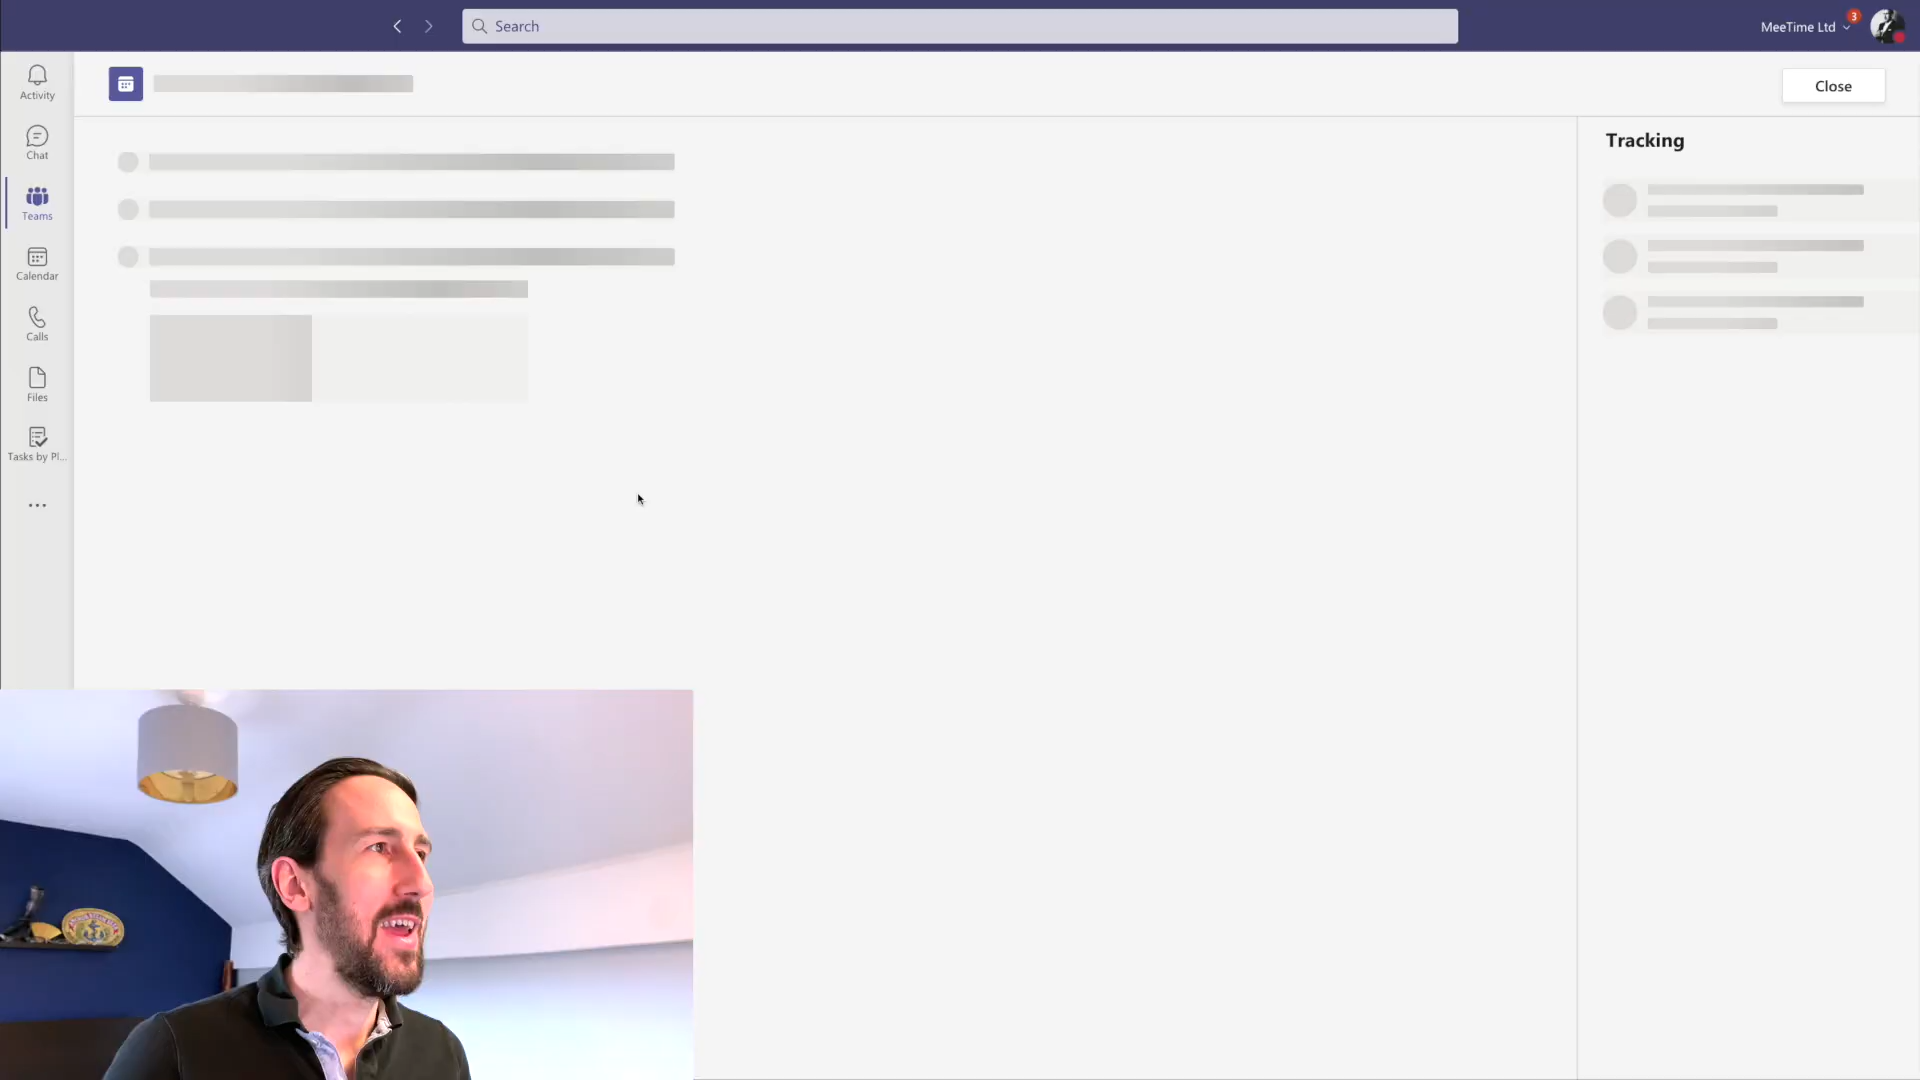 Search
MeeTime Ltd
3
Activity
Close
Tracking
Chat
Teams
Calendar
Calls
Files
Tasks by Pl...